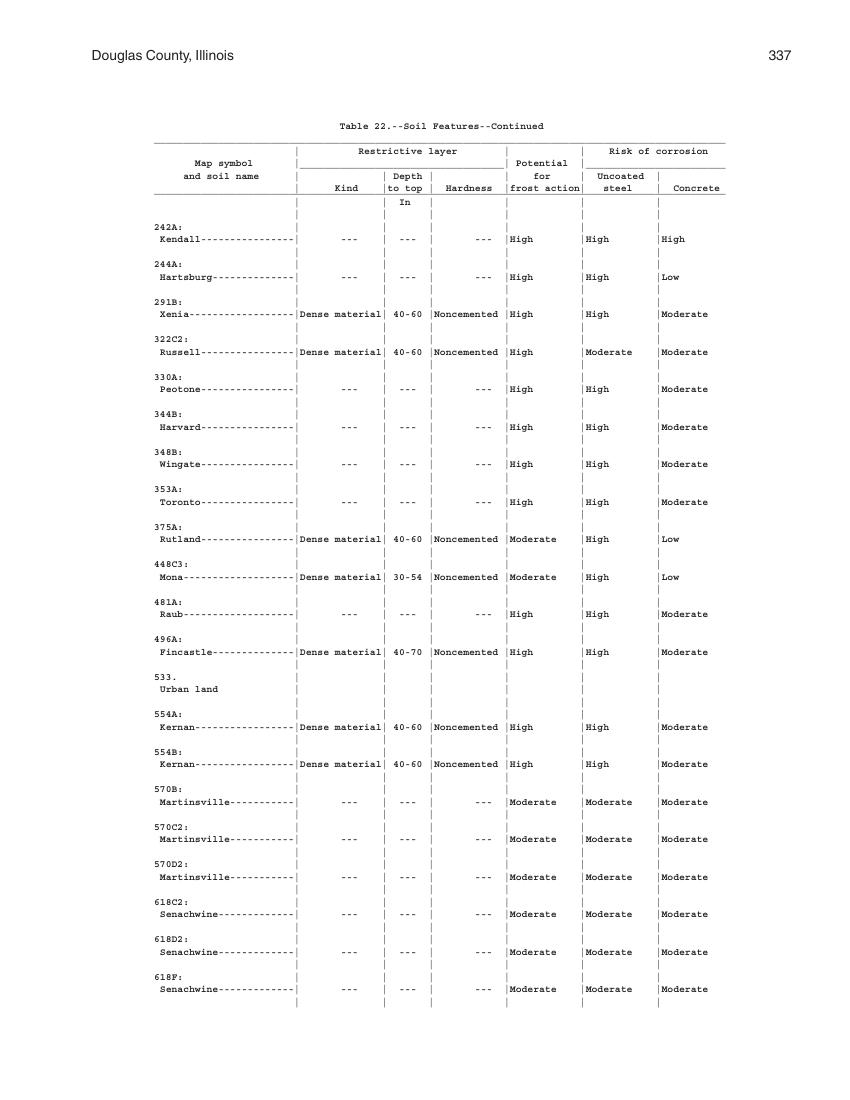 Douglas County, Illinois 337
Table 22.--Soil Features--Continued
| Restrictive layer | | Risk of corrosion
Map symbol | | Potential |
and soil name | | Depth | | for | Uncoated |
| Kind |to top | Hardness |frost action| steel | Concrete
| | In | | | |
242A:
Kendall----------------| --- | --- | --- |High |High |High
244A:
Hartsburg--------------| --- | --- | --- |High |High |Low
291B:
Xenia------------------|Dense material| 40-60 |Noncemented |High |High |Moderate
322C2:
Russell----------------|Dense material| 40-60 |Noncemented |High |Moderate |Moderate
330A:
Peotone----------------| --- | --- | --- |High |High |Moderate
344B:
Harvard----------------| --- | --- | --- |High |High |Moderate
348B:
Wingate----------------| --- | --- | --- |High |High |Moderate
353A:
Toronto----------------| --- | --- | --- |High |High |Moderate
375A:
Rutland----------------|Dense material| 40-60 |Noncemented |Moderate |High |Low
448C3:
Mona-------------------|Dense material| 30-54 |Noncemented |Moderate |High |Low
481A:
Raub-------------------| --- | --- | --- |High |High |Moderate
496A:
Fincastle--------------|Dense material| 40-70 |Noncemented |High |High |Moderate
533.
Urban land
554A:
Kernan-----------------|Dense material| 40-60 |Noncemented |High |High |Moderate
554B:
Kernan-----------------|Dense material| 40-60 |Noncemented |High |High |Moderate
570B:
Martinsville-----------| --- | --- | --- |Moderate |Moderate |Moderate
570C2:
Martinsville-----------| --- | --- | --- |Moderate |Moderate |Moderate
570D2:
Martinsville-----------| --- | --- | --- |Moderate |Moderate |Moderate
618C2:
Senachwine-------------| --- | --- | --- |Moderate |Moderate |Moderate
618D2:
Senachwine-------------| --- | --- | --- |Moderate |Moderate |Moderate
618F:
Senachwine-------------| --- | --- | --- |Moderate |Moderate |Moderate